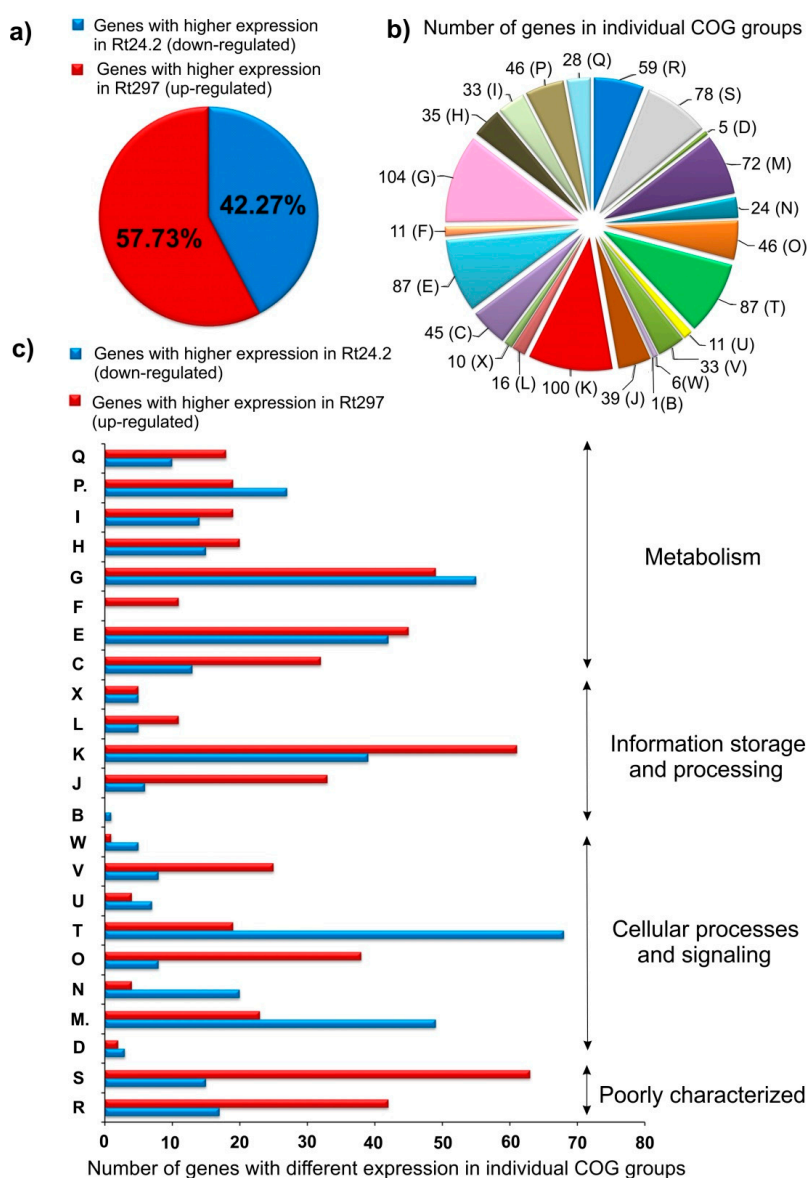 a)
Genes with higher expression
in Rt24.2 (down-regulated)
Genes with higher expression
in Rt297 (up-regulated)
42.27%
57.73%
b) Number of genes in individual COG groups
28 (Q)
59 (R)
46 (P)
78 (S)
33 (I)
5 (D)
35 (H)
72 (M)
104 (G)
24 (N)
11 (F)
46 (O)
87 (E)
87 (T)
45 (C)
11 (U)
10 (X)
33 (V)
16 (L)
6(W)
100 (K)
39 (J)
1(B)
c)
Genes with higher expression in Rt24.2
(down-regulated)
Genes with higher expression in Rt297
(up-regulated)
Q
P.
I
H
G
F
E
C
X
L
K
J
B
W
V
U
T
O
N
M.
D
S
R
Metabolism
Information storage
and processing
Cellular processes
and signaling
Poorly characterized
0 10 20 30 40 50 60 70 80
Number of genes with different expression in individual COG groups